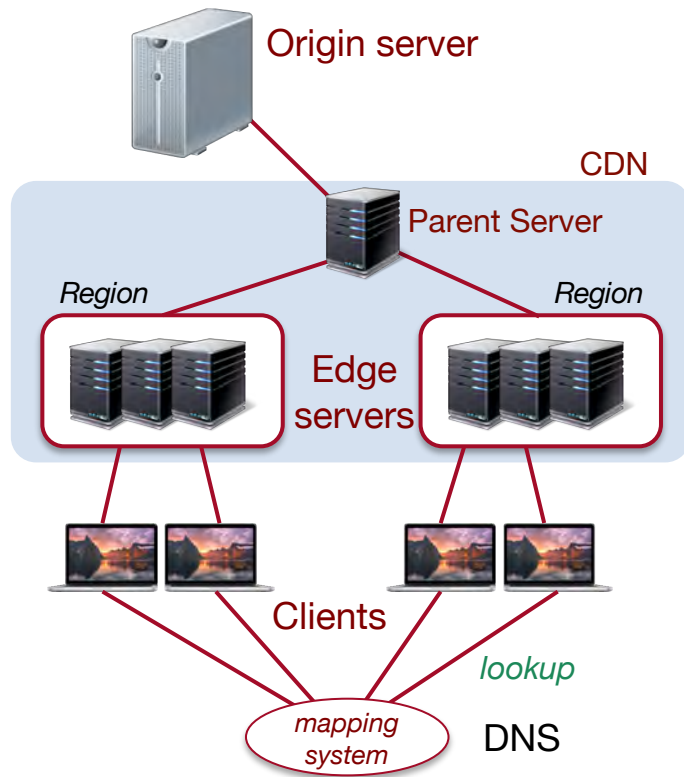 Origin server
CDN
Parent Server
Region
Region
Edge
servers
Clients
lookup
mapping
system
DNS